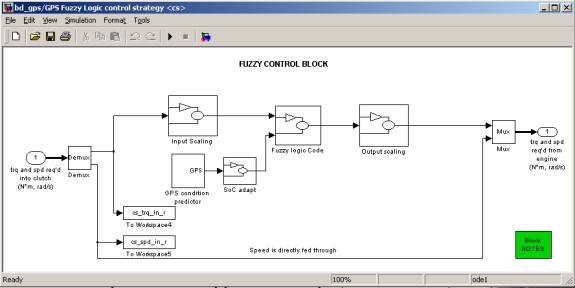 bd_gps/GPS Fuzzy Logic control strategy <cs>
File Edit View Simulation Format Tools
FUZZY CONTROL BLOCK
Input Scaling
Fuzzy logic Code
Output scaling
Mux
Mux
1
trq and spd
req'd from
engine
(N*m, rad/s)
1
trq and spd req'd
into clutch
(N*m, rad/s)
Demux
Demux
GPS
GPS condition
predictor
SoC adapt
cs_trq_in_r
To Workspace4
cs_spd_in_r
To Workspace5
Speed is directly fed through
Block
NOTES
Ready
100%
ode1